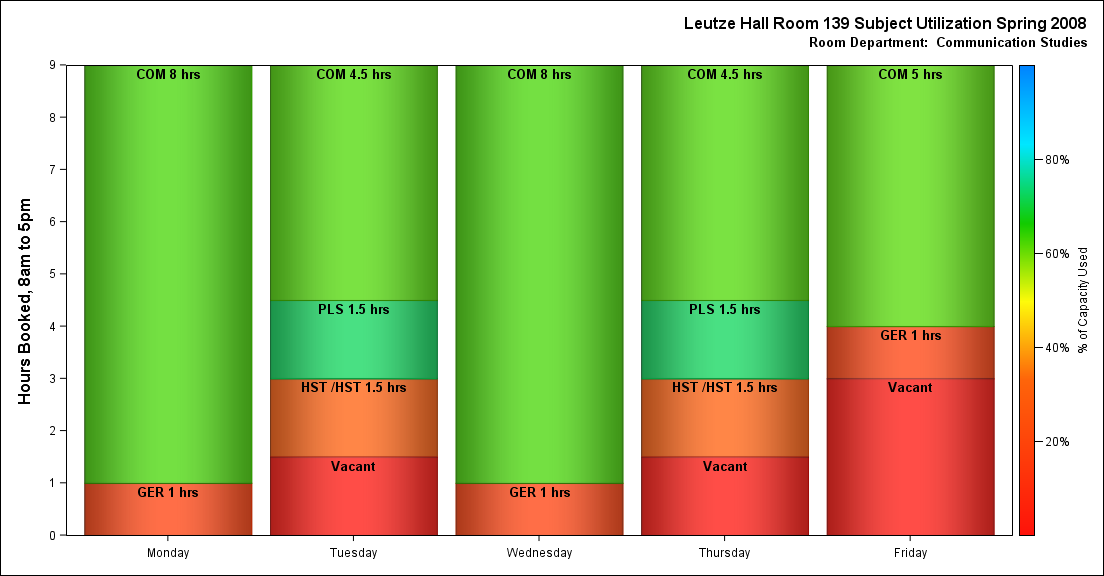 Leutze Hall Room 139 Subject Utilization Spring 2008
Room Department:  Communication Studies
Hours Booked, 8am to 5pm
9
8
7
6
5
4
3
2
1
0
COM 8 hrs
GER 1 hrs
COM 4.5 hrs
PLS 1.5 hrs
HST /HST 1.5 hrs
Vacant
COM 8 hrs
GER 1 hrs
COM 4.5 hrs
PLS 1.5 hrs
HST /HST 1.5 hrs
Vacant
COM 5 hrs
GER 1 hrs
Vacant
Monday
Tuesday
Wednesday
Thursday
Friday
80%
60%
40%
20%
% of Capacity Used